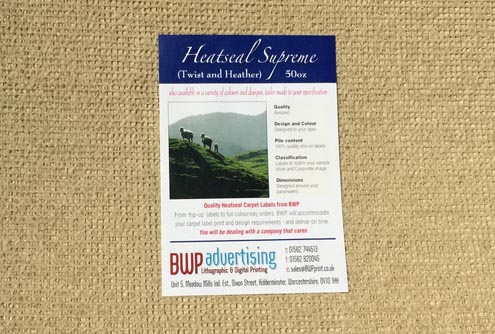 Heatseal Supreme
(Twist and Heather) 50oz
also available in a variety of colours and designs, tailor made to your specification
Quality
Assured
Design and Colour
Designed to your spec.
Pile content
100% quality mix on labels
Classification
Labels to match your sample
stock and Corporate image
Dimensions
Designed around your
parameters
Quality Heatseal Carpet Labels from BWP
From 'top-up' labels to full colourway orders, BWP will accommodate
your carpet label print and design requirements - and deliver on time.
You will be dealing with a company that cares
BWP advertising
Lithographic & Digital Printing
t: 01562 744513
f: 01562 820045
e: sales@BWPprint.co.uk
Unit 5, Meadow Mills Ind. Est., Dixon Street, Kidderminster, Worcestershire, DY10 1HH